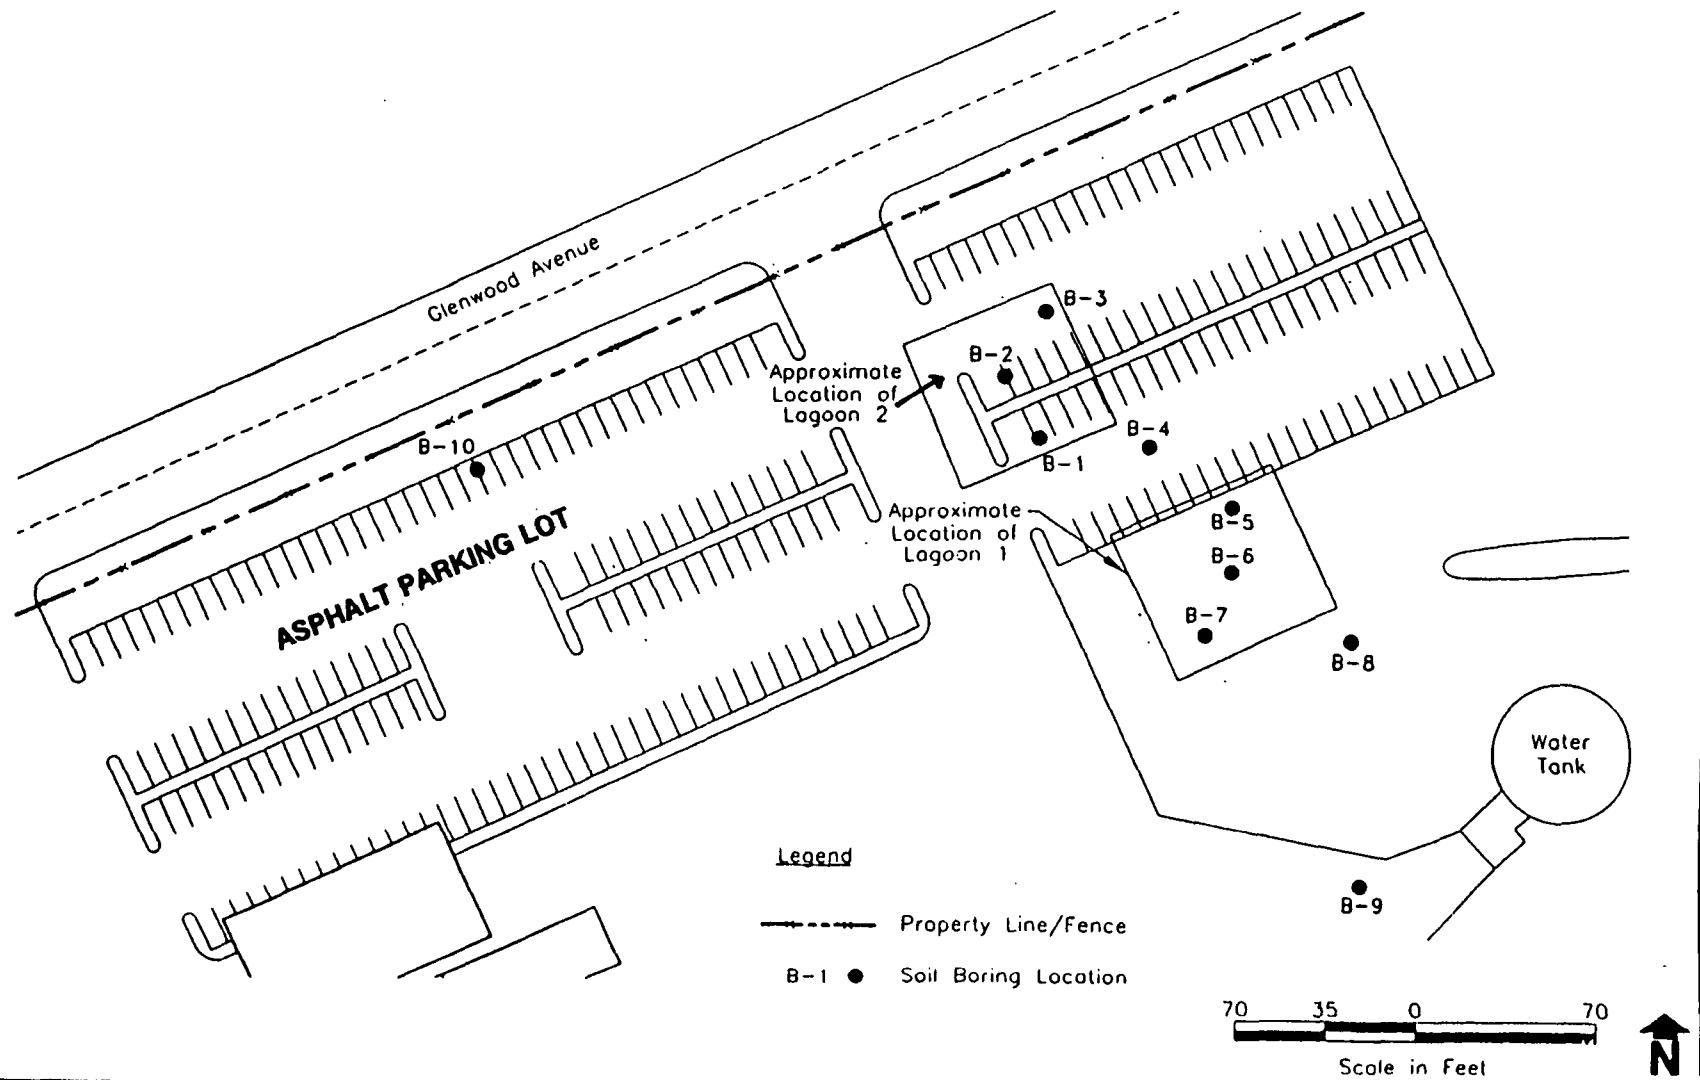 Glenwood Avenue
B-3
B-2
Approximate
Location of
Lagoon 2
B-10
B-4
B-1
ASPHALT PARKING LOT
Approximate
Location of
Lagoon 1
B-5
B-6
B-7
B-8
Water
Tank
Legend
B-9
Property Line/Fence
B-1 ● Soil Boring Location
70 35 0 70
Scale in Feet
N